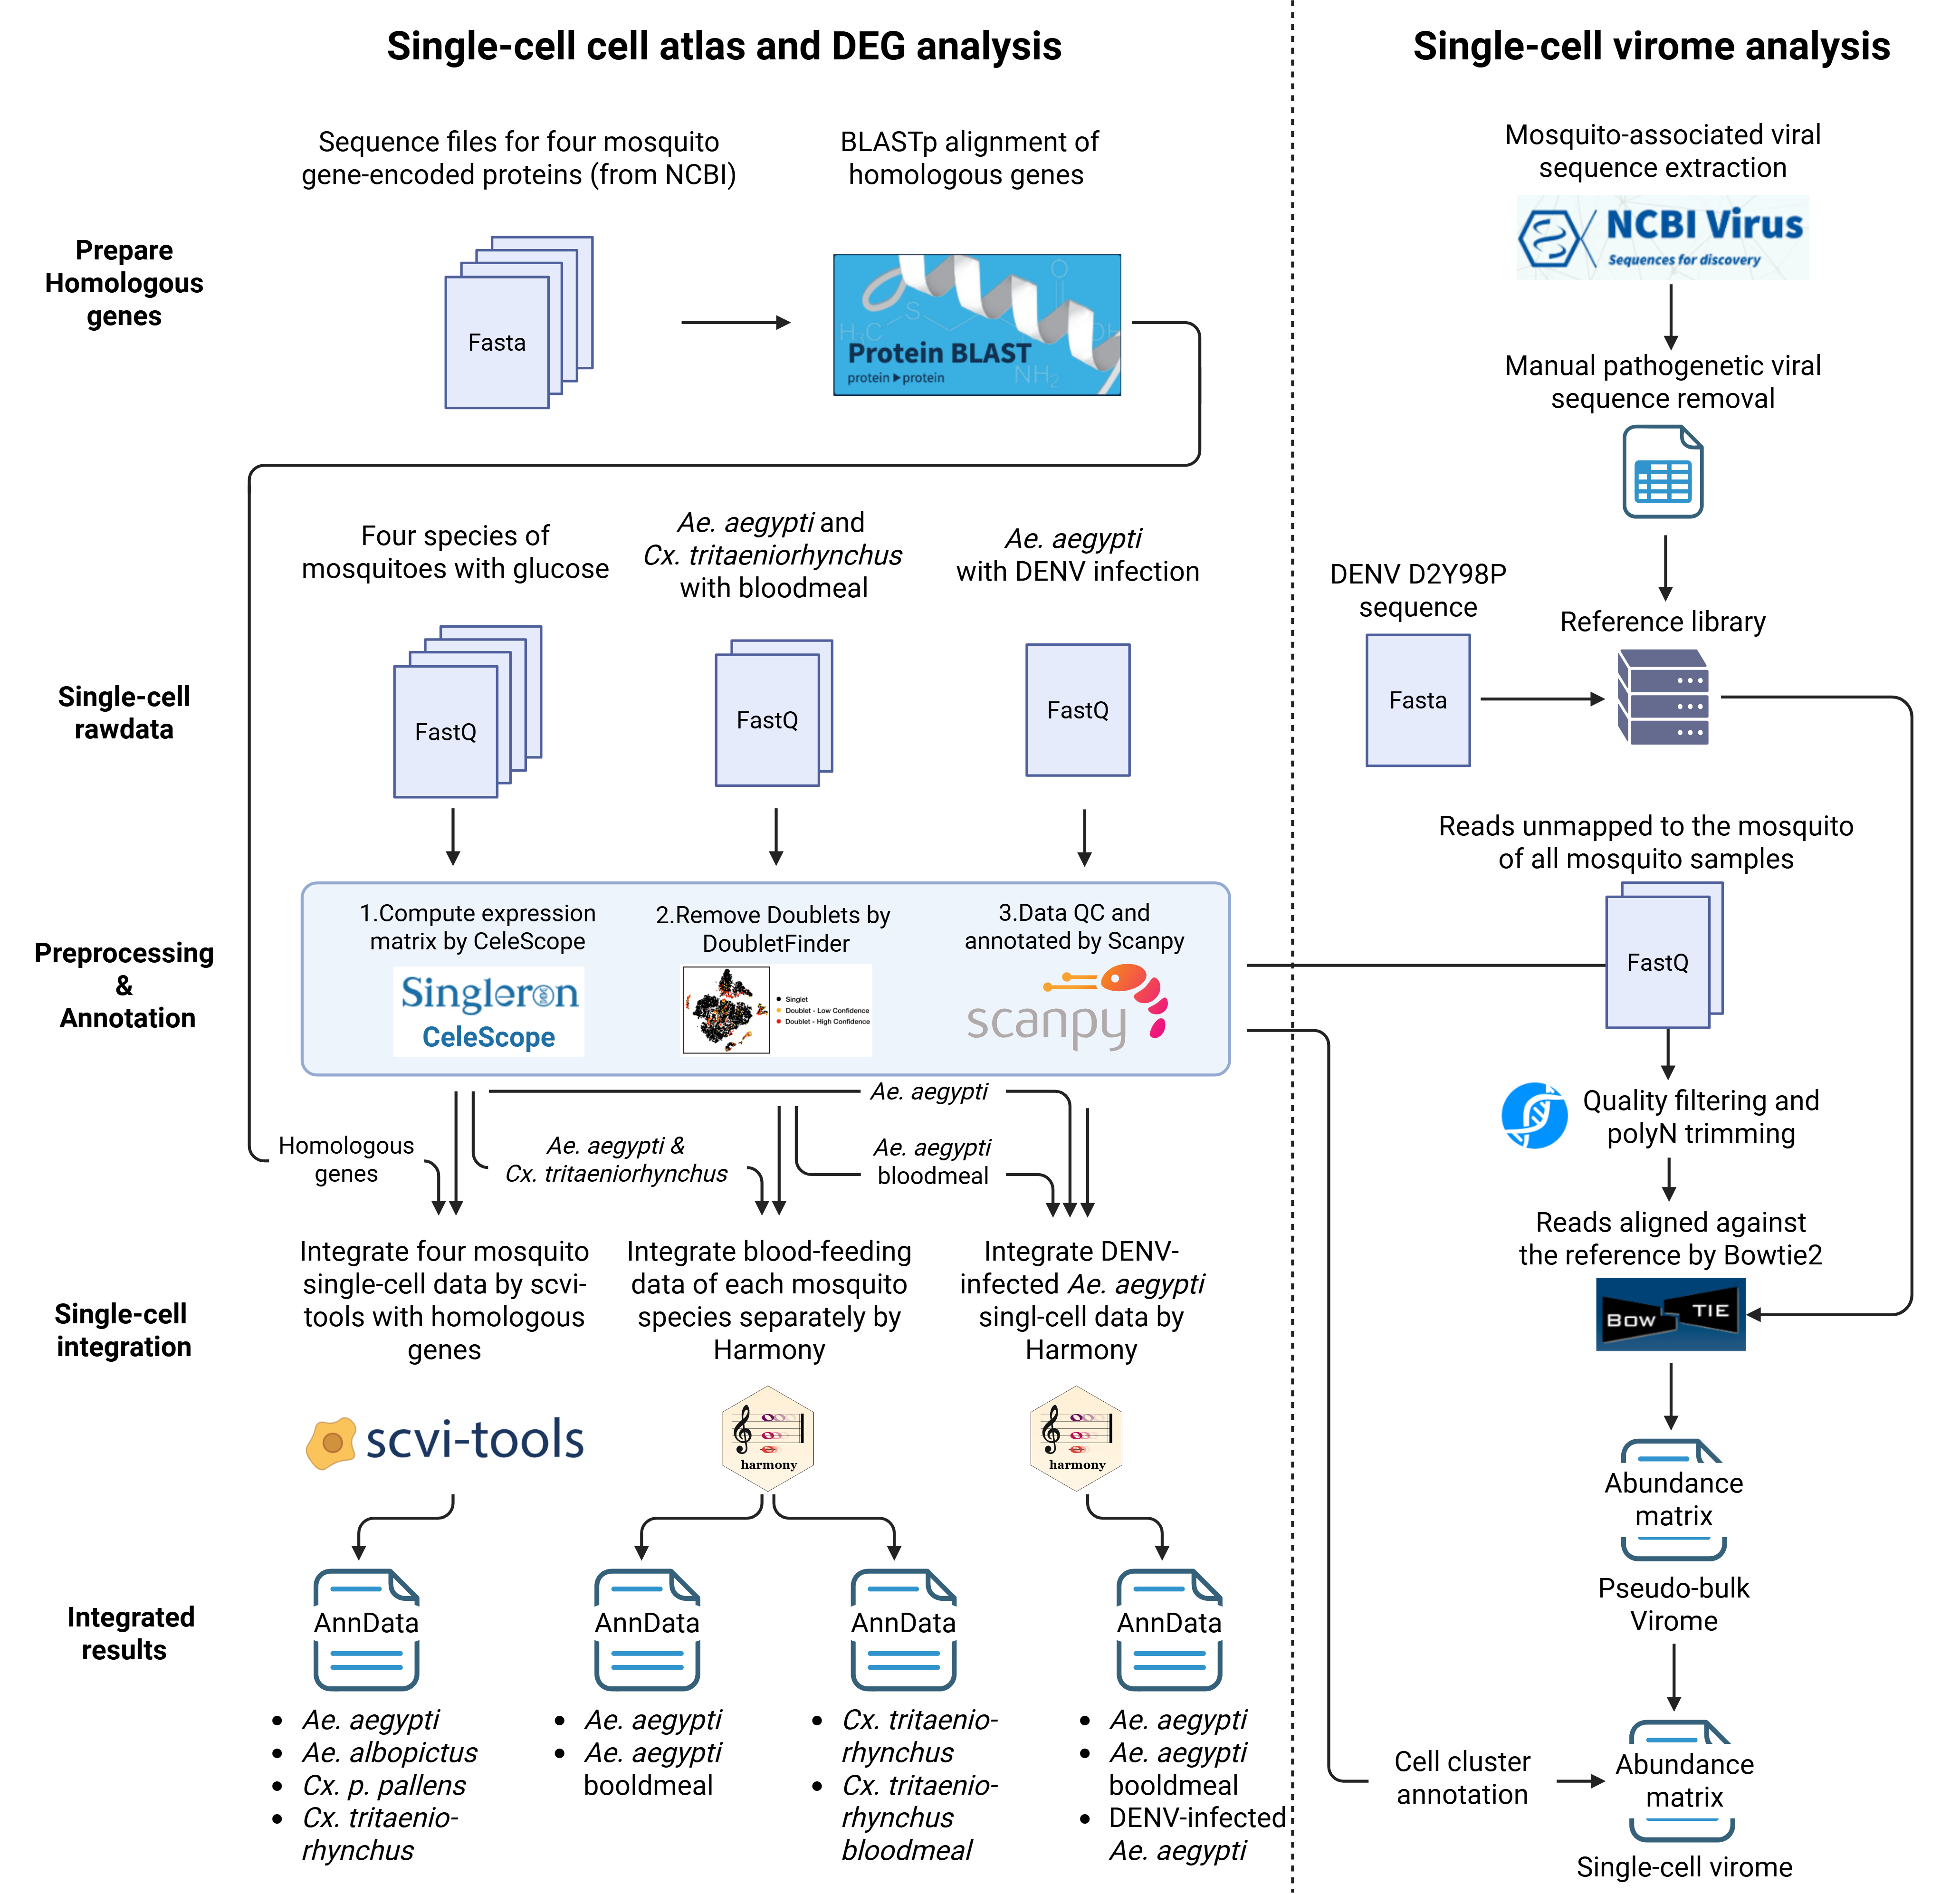 Single-cell cell atlas and DEG analysis
Single-cell virome analysis
Prepare
Homologous
genes
Sequence files for four mosquito
gene-encoded proteins (from NCBI)
Fasta
BLASTp alignment of
homologous genes
H₃C
S
O
OH
NH₂
Protein BLAST
protein ▶ protein
Single-cell
rawdata
Four species of
mosquitoes with glucose
FastQ
Ae. aegypti and
Cx. tritaeniorhynchus
with bloodmeal
FastQ
Ae. aegypti
with DENV infection
FastQ
Preprocessing
&
Annotation
1.Compute expression
matrix by CeleScope
Singleron
CeleScope
2.Remove Doublets by
DoubletFinder
Singlet
Doublet - Low Confidence
Doublet - High Confidence
3.Data QC and
annotated by Scanpy
scanpy
Homologous
genes
Ae. aegypti &
Cx. tritaeniorhynchus
Ae. aegypti
Ae. aegypti
bloodmeal
Single-cell
integration
Integrate four mosquito
single-cell data by scvi-
tools with homologous
genes
scvi-tools
Integrate blood-feeding
data of each mosquito
species separately by
Harmony
harmony
Integrate DENV-
infected Ae. aegypti
singl-cell data by
Harmony
harmony
Integrated
results
AnnData
• Ae. aegypti
• Ae. albopictus
• Cx. p. pallens
• Cx. tritaenio-
rhynchus
AnnData
• Ae. aegypti
• Ae. aegypti
booldmeal
AnnData
• Cx. tritaenio-
rhynchus
• Cx. tritaenio-
rhynchus
bloodmeal
AnnData
• Ae. aegypti
• Ae. aegypti
booldmeal
• DENV-infected
Ae. aegypti
Mosquito-associated viral
sequence extraction
NCBI Virus
Sequences for discovery
Manual pathogenetic viral
sequence removal
DENV D2Y98P
sequence
Fasta
Reference library
Reads unmapped to the mosquito
of all mosquito samples
FastQ
Quality filtering and
polyN trimming
Reads aligned against
the reference by Bowtie2
BOW TIE
Abundance
matrix
Pseudo-bulk
Virome
Cell cluster
annotation
Abundance
matrix
Single-cell virome